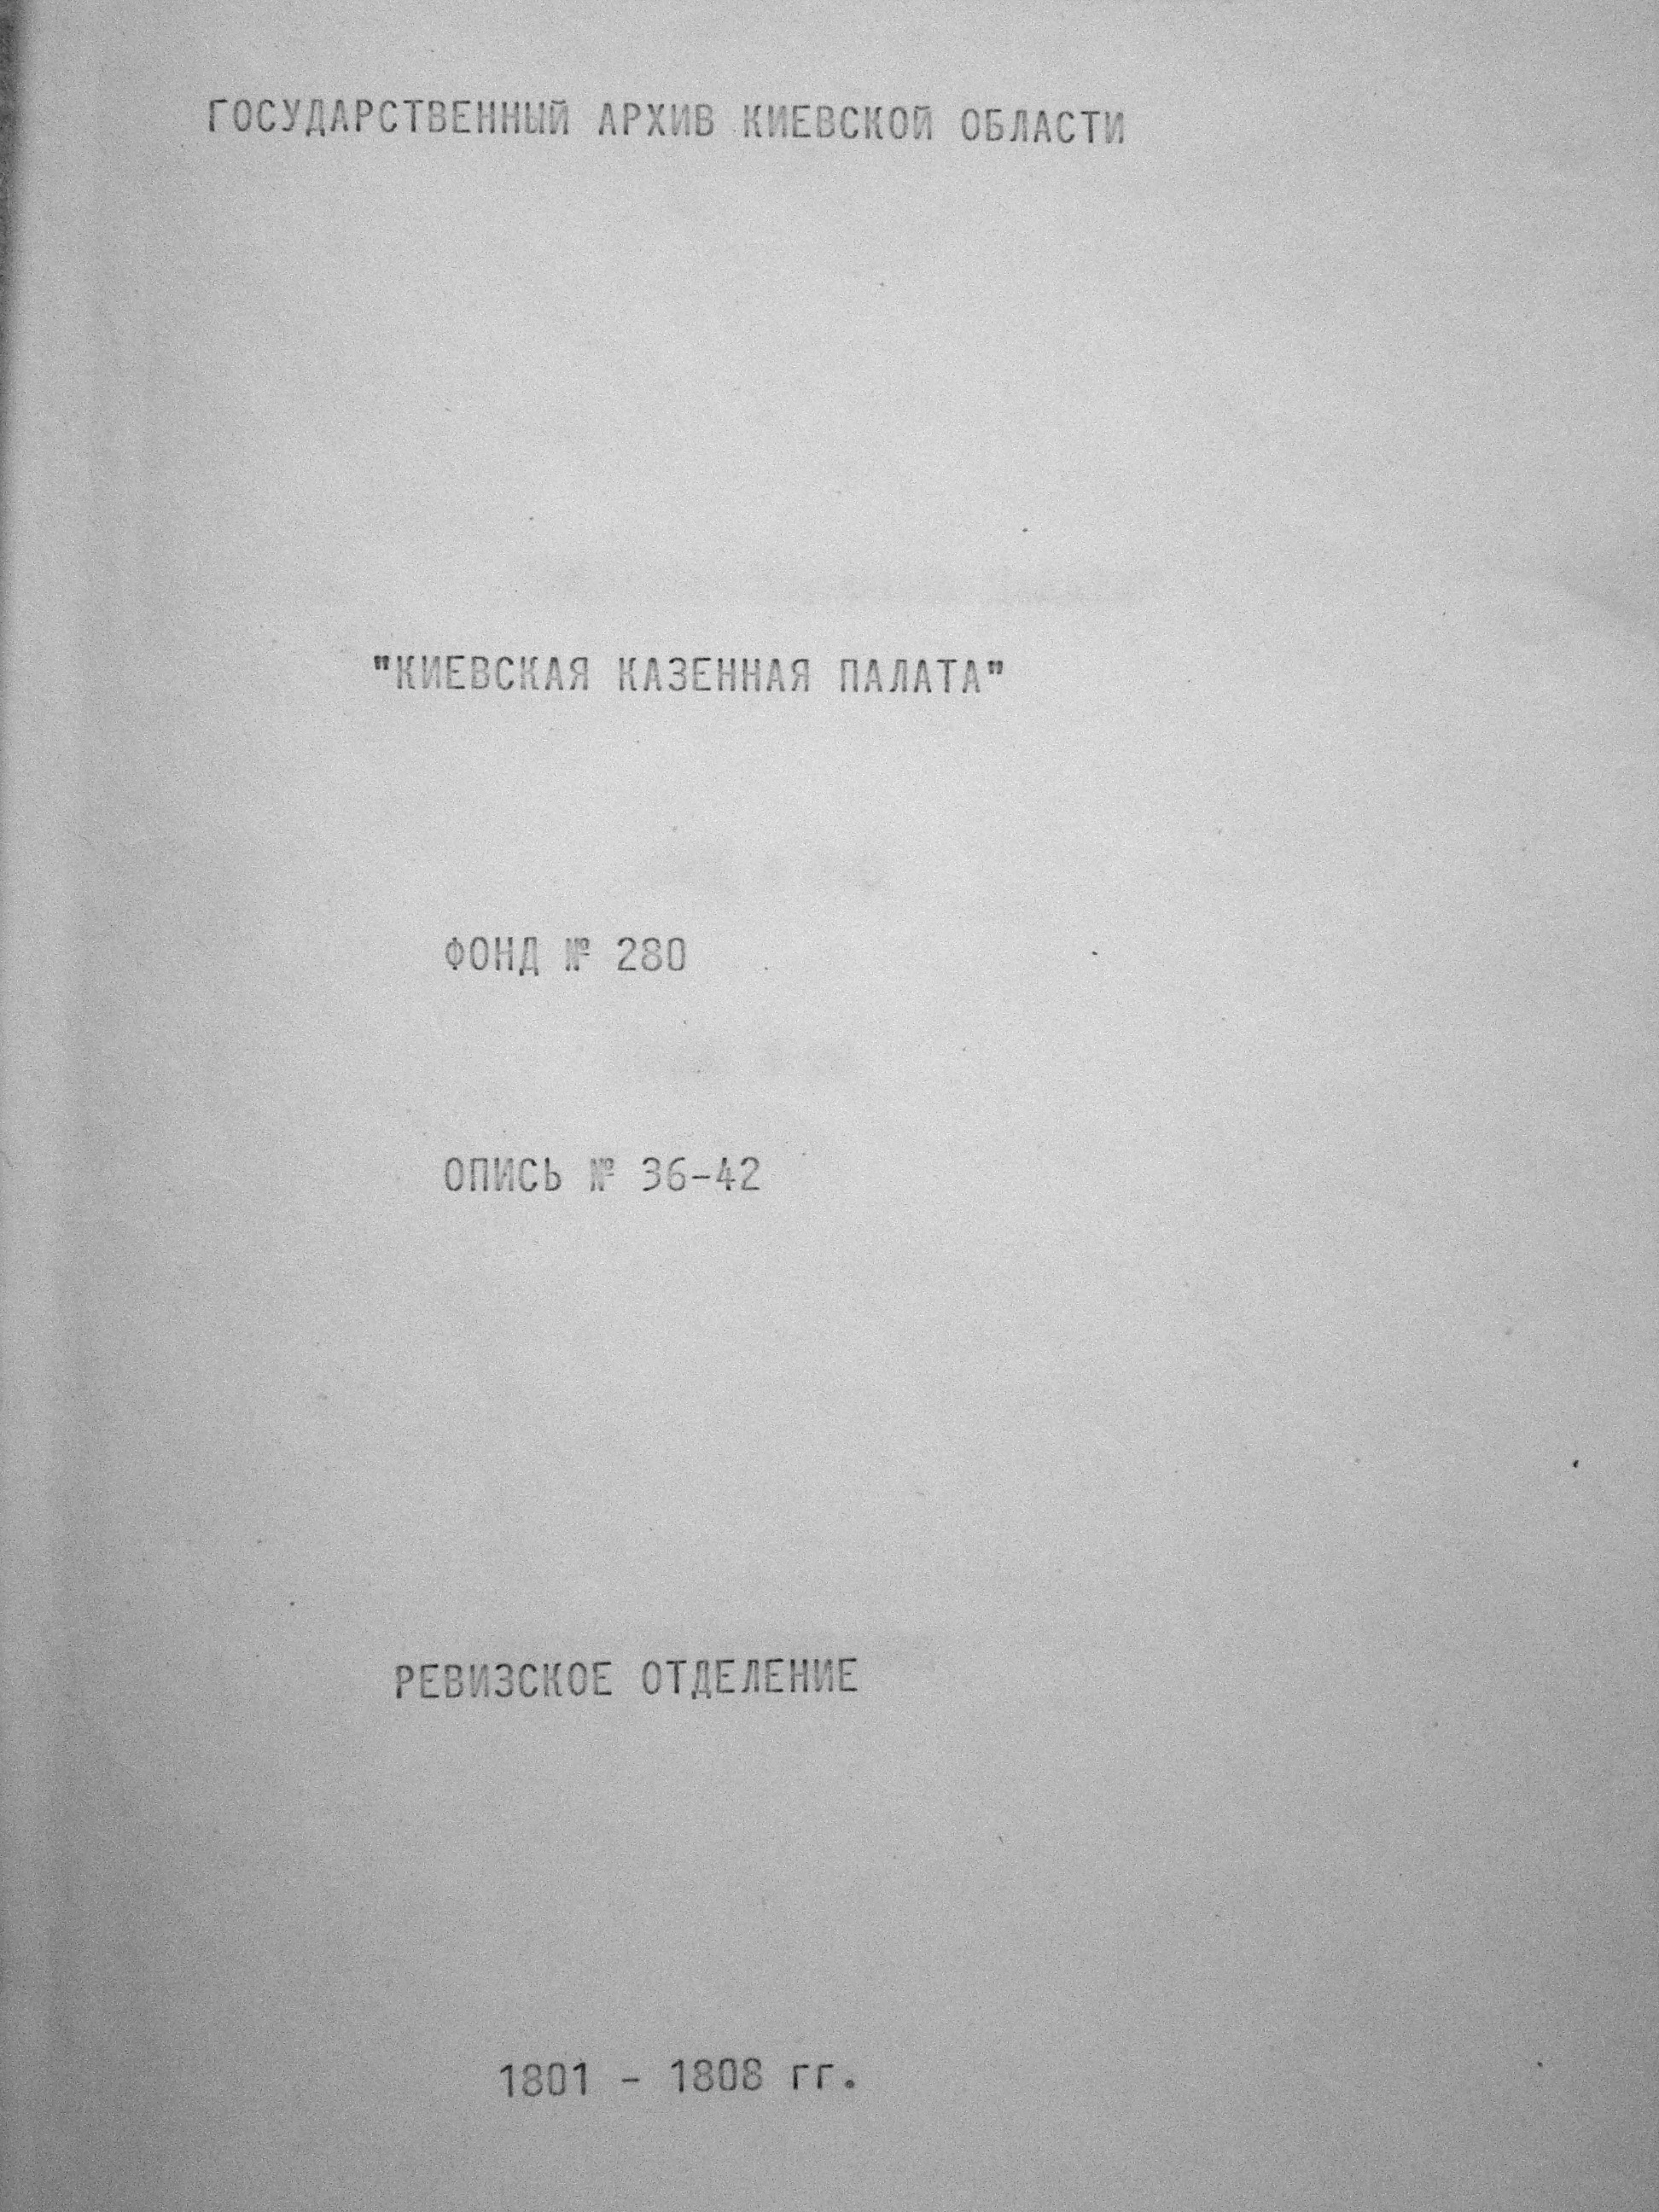 ГОСУДАРСТВЕННЫЙ АРХИВ КИЕВСКОЙ ОБЛАСТИ
"КИЕВСКАЯ КАЗЕННАЯ ПАЛАТА"
ФОНД № 280
ОПИСЬ № 36-42
РЕВИЗСКОЕ ОТДЕЛЕНИЕ
1801 - 1808 гг.